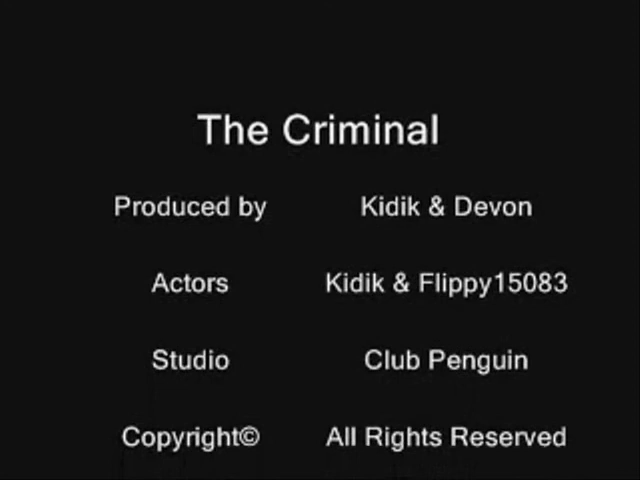 The Criminal
Produced by Kidik & Devon
Actors Kidik & Flippy15083
Studio Club Penguin
Copyright© All Rights Reserved